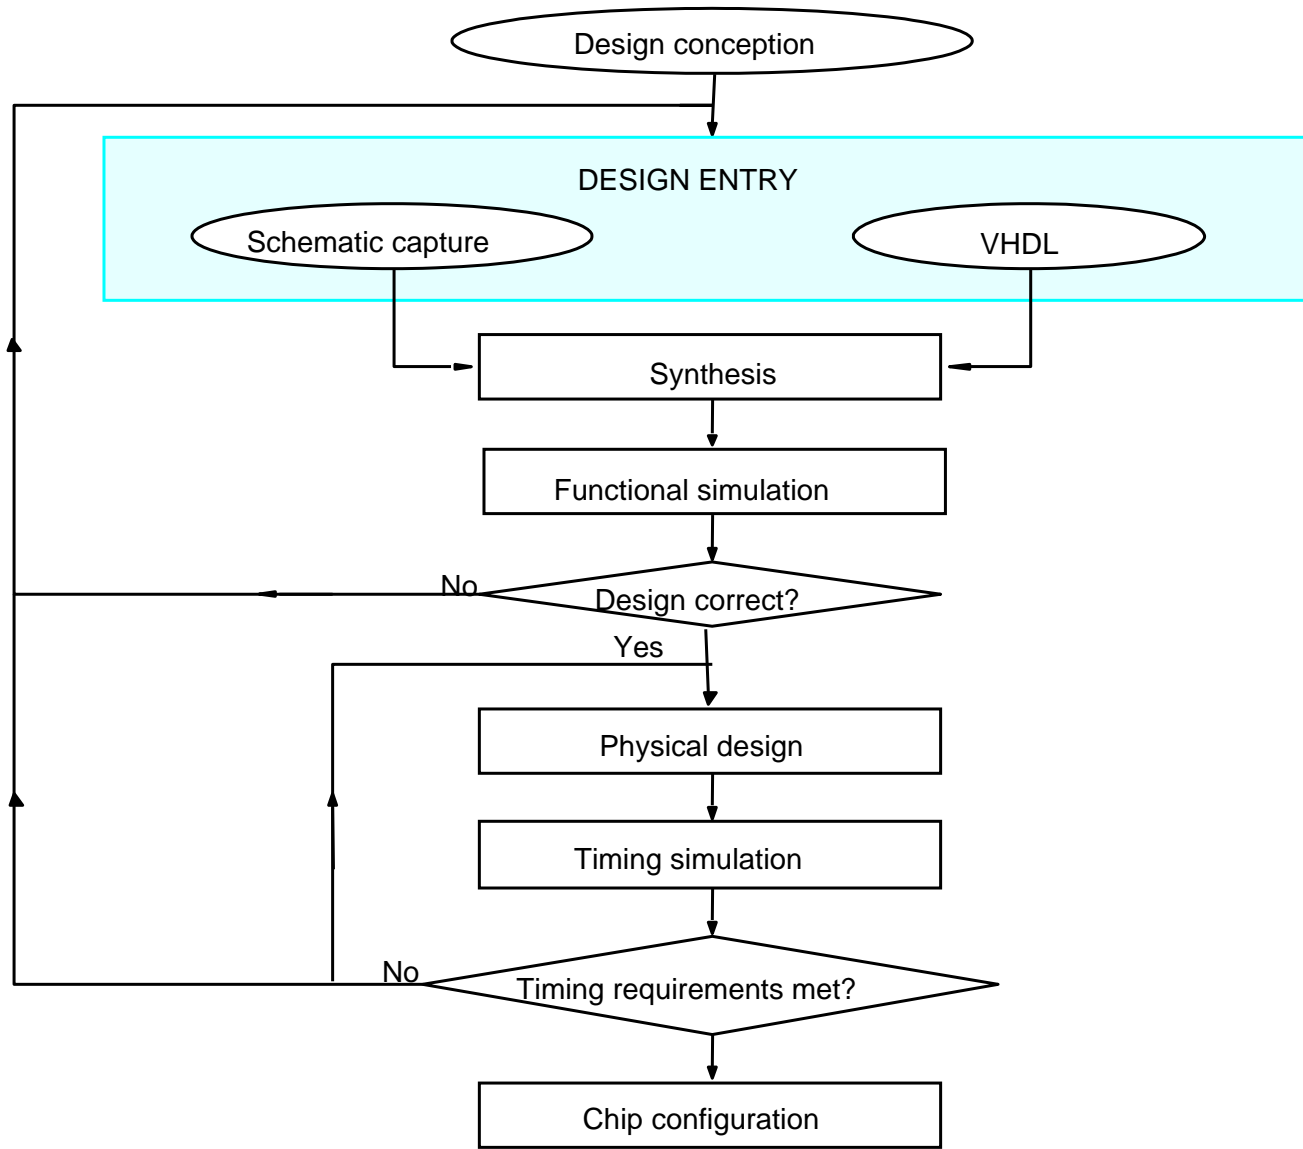 Design conception
DESIGN ENTRY
Schematic capture
VHDL
Synthesis
Functional simulation
No
Design correct?
Yes
Physical design
Timing simulation
No
Timing requirements met?
Chip configuration